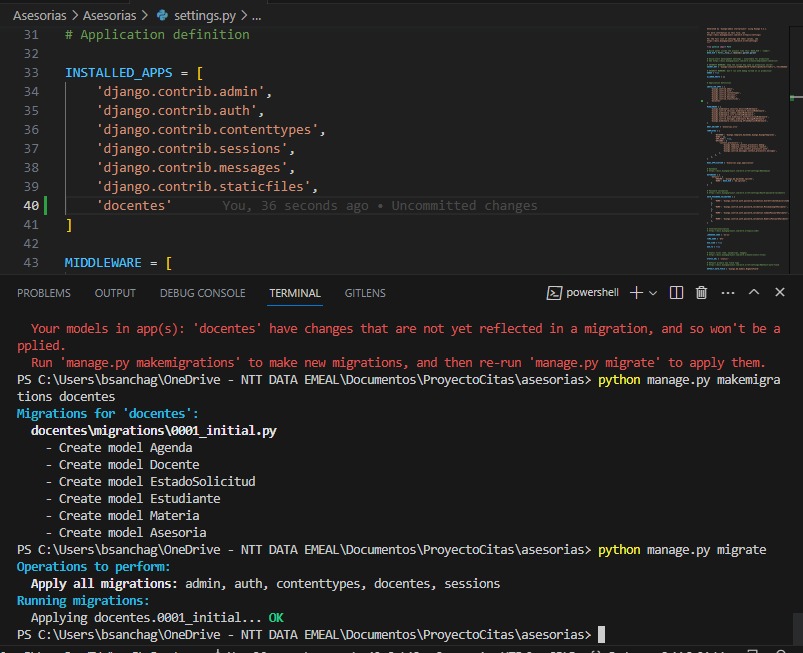 Asesorias > Asesorias > settings.py > ...
31 # Application definition
32
33 INSTALLED_APPS = [
34 'django.contrib.admin',
35 'django.contrib.auth',
36 'django.contrib.contenttypes',
37 'django.contrib.sessions',
38 'django.contrib.messages',
39 'django.contrib.staticfiles',
40 'docentes' You, 36 seconds ago • Uncommitted changes
41 ]
42
43 MIDDLEWARE = [
PROBLEMS OUTPUT DEBUG CONSOLE TERMINAL GITLENS powershell
Your models in app(s): 'docentes' have changes that are not yet reflected in a migration, and so won't be a
pplied.
Run 'manage.py makemigrations' to make new migrations, and then re-run 'manage.py migrate' to apply them.
PS C:\Users\bsanchag\OneDrive - NTT DATA EMEAL\Documentos\ProyectoCitas\asesorias> python manage.py makemigra
tions docentes
Migrations for 'docentes':
docentes\migrations\0001_initial.py
- Create model Agenda
- Create model Docente
- Create model EstadoSolicitud
- Create model Estudiante
- Create model Materia
- Create model Asesoria
PS C:\Users\bsanchag\OneDrive - NTT DATA EMEAL\Documentos\ProyectoCitas\asesorias> python manage.py migrate
Operations to perform:
Apply all migrations: admin, auth, contenttypes, docentes, sessions
Running migrations:
Applying docentes.0001_initial... OK
PS C:\Users\bsanchag\OneDrive - NTT DATA EMEAL\Documentos\ProyectoCitas\asesorias>